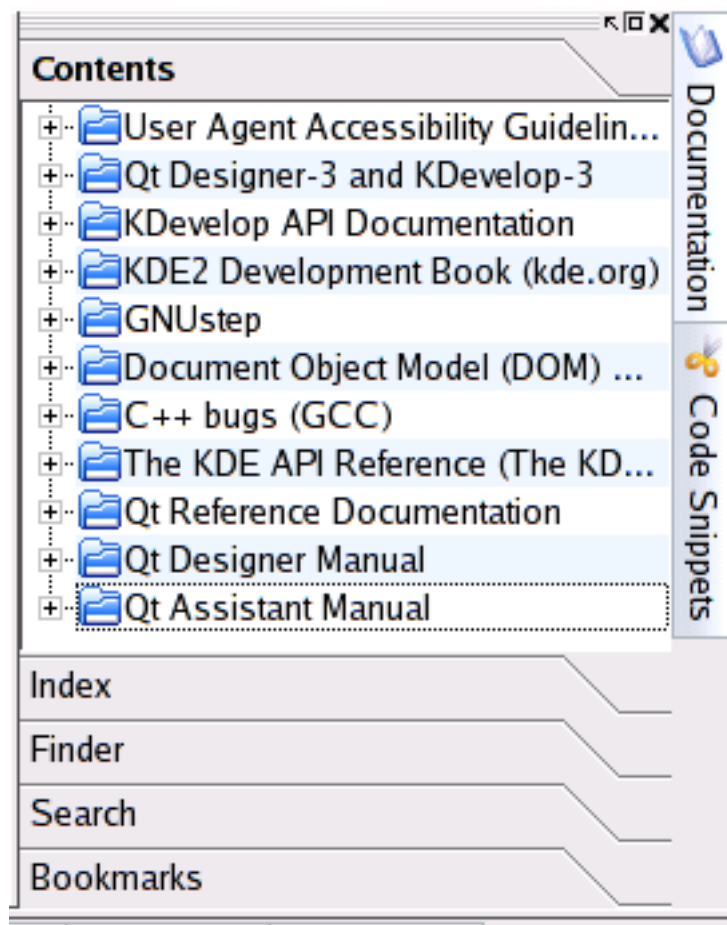 Contents
User Agent Accessibility Guidelin...
Qt Designer-3 and KDevelop-3
KDevelop API Documentation
KDE2 Development Book (kde.org)
GNUstep
Document Object Model (DOM) ...
C++ bugs (GCC)
The KDE API Reference (The KD...
Qt Reference Documentation
Qt Designer Manual
Qt Assistant Manual
Index
Finder
Search
Bookmarks
Documentation
Code Snippets